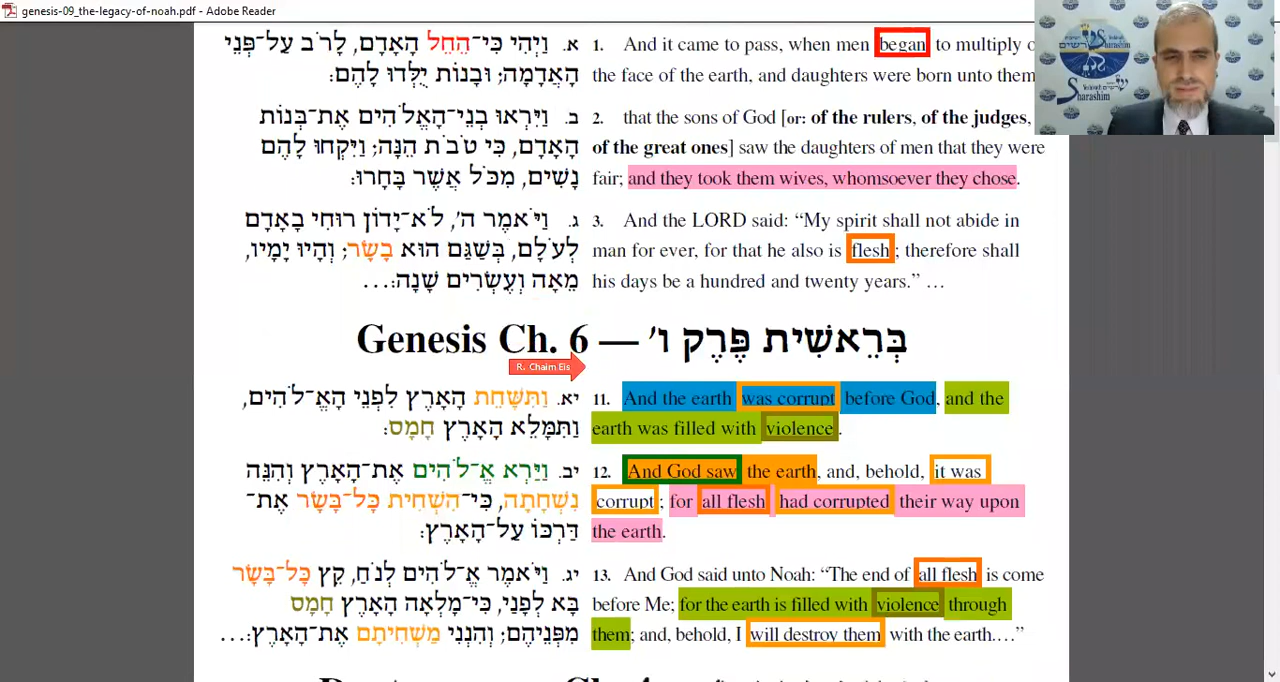 genesis-09_the-legacy-of-noah.pdf - Adobe Reader
Yeshivat
Sharashim
א. וַיְהִי כִּי־הֵחֵל הָאָדָם, לָרֹב עַל־פְּנֵי
הָאֲדָמָה; וּבָנוֹת יֻלְּדוּ לָהֶם:
1. And it came to pass, when men began to multiply
the face of the earth, and daughters were born unto them
ב. וַיִּרְאוּ בְנֵי־הָאֱלֹהִים אֶת־בְּנוֹת
הָאָדָם, כִּי טֹבֹת הֵנָּה; וַיִּקְחוּ לָהֶם
נָשִׁים, מִכֹּל אֲשֶׁר בָּחָרוּ:
2. that the sons of God [or: of the rulers, of the judges,
of the great ones] saw the daughters of men that they were
fair; and they took them wives, whomsoever they chose.
ג. וַיֹּאמֶר ה', לֹא־יָדוֹן רוּחִי בָאָדָם
לְעֹלָם, בְּשַׁגַּם הוּא בָשָׂר; וְהָיוּ יָמָיו,
מֵאָה וְעֶשְׂרִים שָׁנָה:…
3. And the LORD said: “My spirit shall not abide in
man for ever, for that he also is flesh; therefore shall
his days be a hundred and twenty years.” …
Genesis Ch. 6 — בְּרֵאשִׁית פֶּרֶק ו'
R. Chaim Eis
יא. וַתִּשָּׁחֵת הָאָרֶץ לִפְנֵי הָאֱ־לֹהִים,
וַתִּמָּלֵא הָאָרֶץ חָמָס:
11. And the earth was corrupt before God, and the
earth was filled with violence.
יב. וַיַּרְא אֱ־לֹהִים אֶת־הָאָרֶץ וְהִנֵּה
נִשְׁחָתָה, כִּי־הִשְׁחִית כָּל־בָּשָׂר אֶת־
דַּרְכּוֹ עַל־הָאָרֶץ:
12. And God saw the earth, and, behold, it was
corrupt; for all flesh had corrupted their way upon
the earth.
יג. וַיֹּאמֶר אֱ־לֹהִים לְנֹחַ, קֵץ כָּל־בָּשָׂר
בָּא לְפָנַי, כִּי־מָלְאָה הָאָרֶץ חָמָס
מִפְּנֵיהֶם; וְהִנְנִי מַשְׁחִיתָם אֶת־הָאָרֶץ:…
13. And God said unto Noah: “The end of all flesh is come
before Me; for the earth is filled with violence through
them; and, behold, I will destroy them with the earth.…”